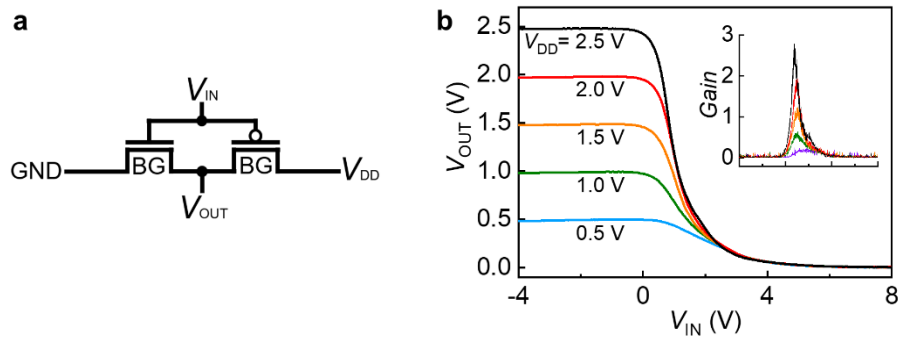 a
V_IN
GND
BG
BG
V_DD
V_OUT
b
V_OUT (V)
2.5
2.0
1.5
1.0
0.5
0.0
V_DD= 2.5 V
2.0 V
1.5 V
1.0 V
0.5 V
Gain
3
2
1
0
-4
0
4
8
V_IN (V)